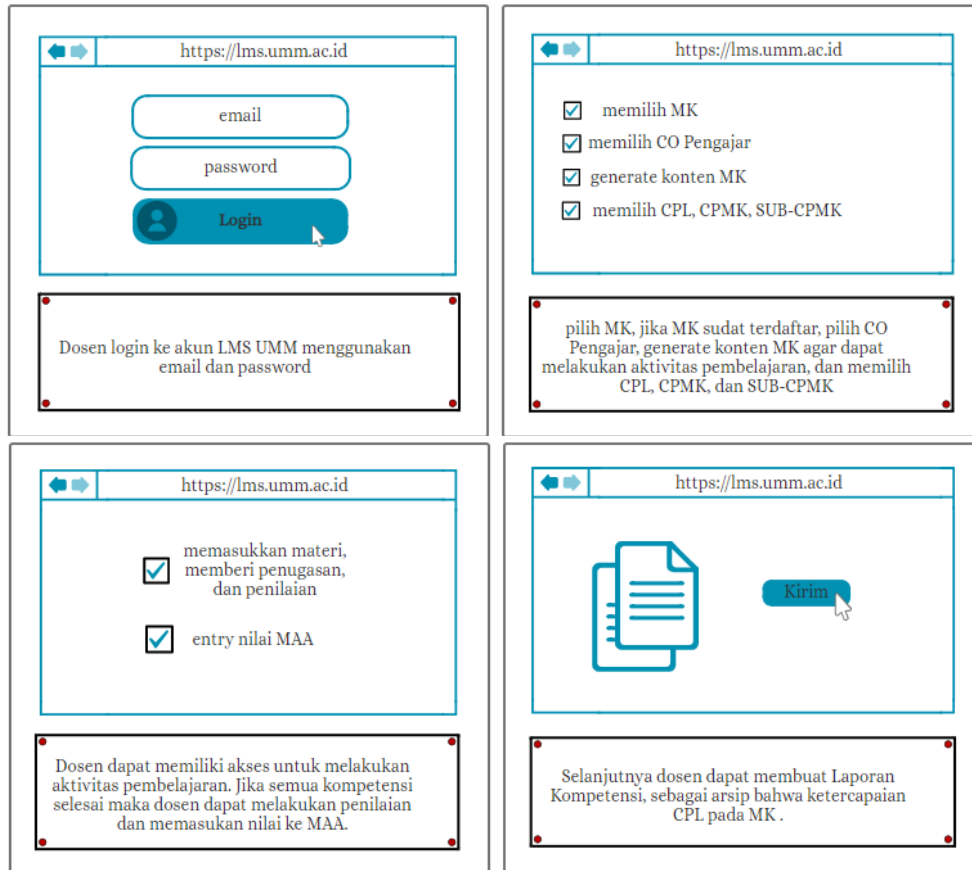 https://lms.umm.ac.id
email
password
Login
Dosen login ke akun LMS UMM menggunakan
email dan password
https://lms.umm.ac.id
memilih MK
memilih CO Pengajar
generate konten MK
memilih CPL, CPMK, SUB-CPMK
pilih MK, jika MK sudat terdaftar, pilih CO
Pengajar, generate konten MK agar dapat
melakukan aktivitas pembelajaran, dan memilih
CPL, CPMK, dan SUB-CPMK
https://lms.umm.ac.id
memasukkan materi,
memberi penugasan,
dan penilaian
entry nilai MAA
Dosen dapat memiliki akses untuk melakukan
aktivitas pembelajaran. Jika semua kompetensi
selesai maka dosen dapat melakukan penilaian
dan memasukan nilai ke MAA.
https://lms.umm.ac.id
Kirim
Selanjutnya dosen dapat membuat Laporan
Kompetensi, sebagai arsip bahwa ketercapaian
CPL pada MK .